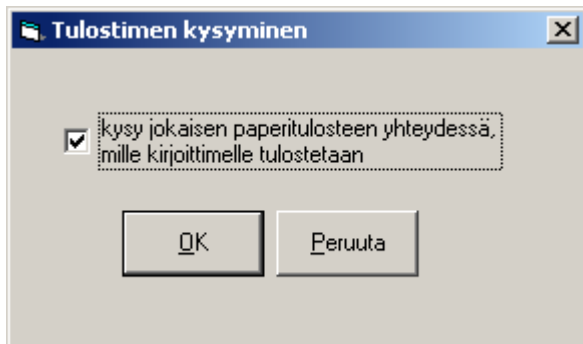 Tulostimen kysyminen
kysy jokaisen paperitulosteen yhteydessä,
mille kirjoittimelle tulostetaan
OK
Peruuta